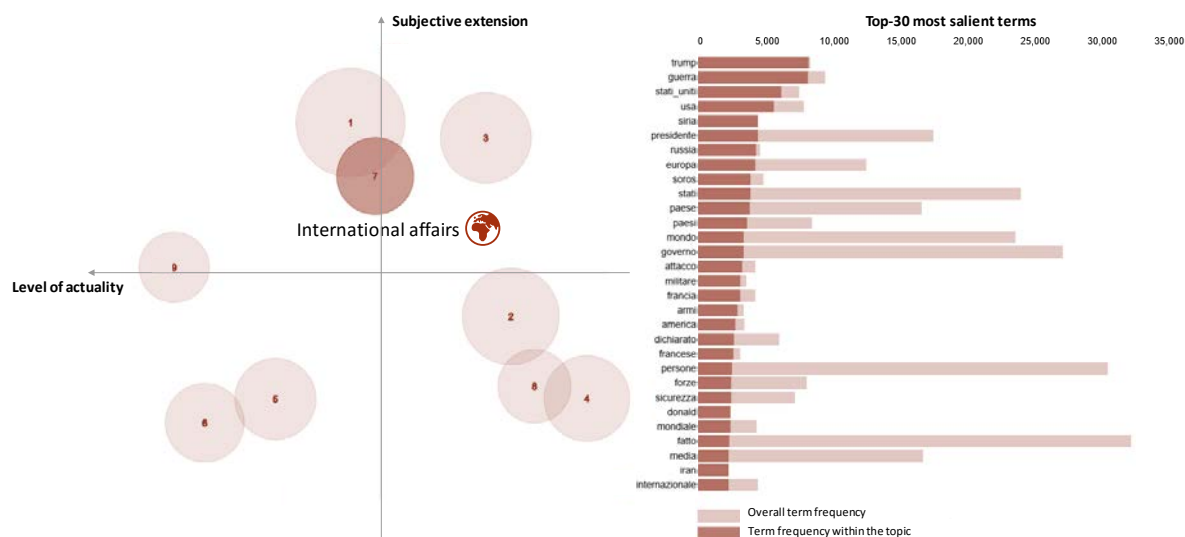 Subjective extension
1
3
7
International affairs
9
Level of actuality
2
8
4
5
6
Top-30 most salient terms
0 5,000 10,000 15,000 20,000 25,000 30,000 35,000
trump
guerra
stati_uniti
usa
siria
presidente
russia
europa
soros
stati
paese
paesi
mondo
governo
attacco
militare
francia
armi
america
dichiarato
francese
persone
forze
sicurezza
donald
mondiale
fatto
media
iran
internazionale
Overall term frequency
Term frequency within the topic